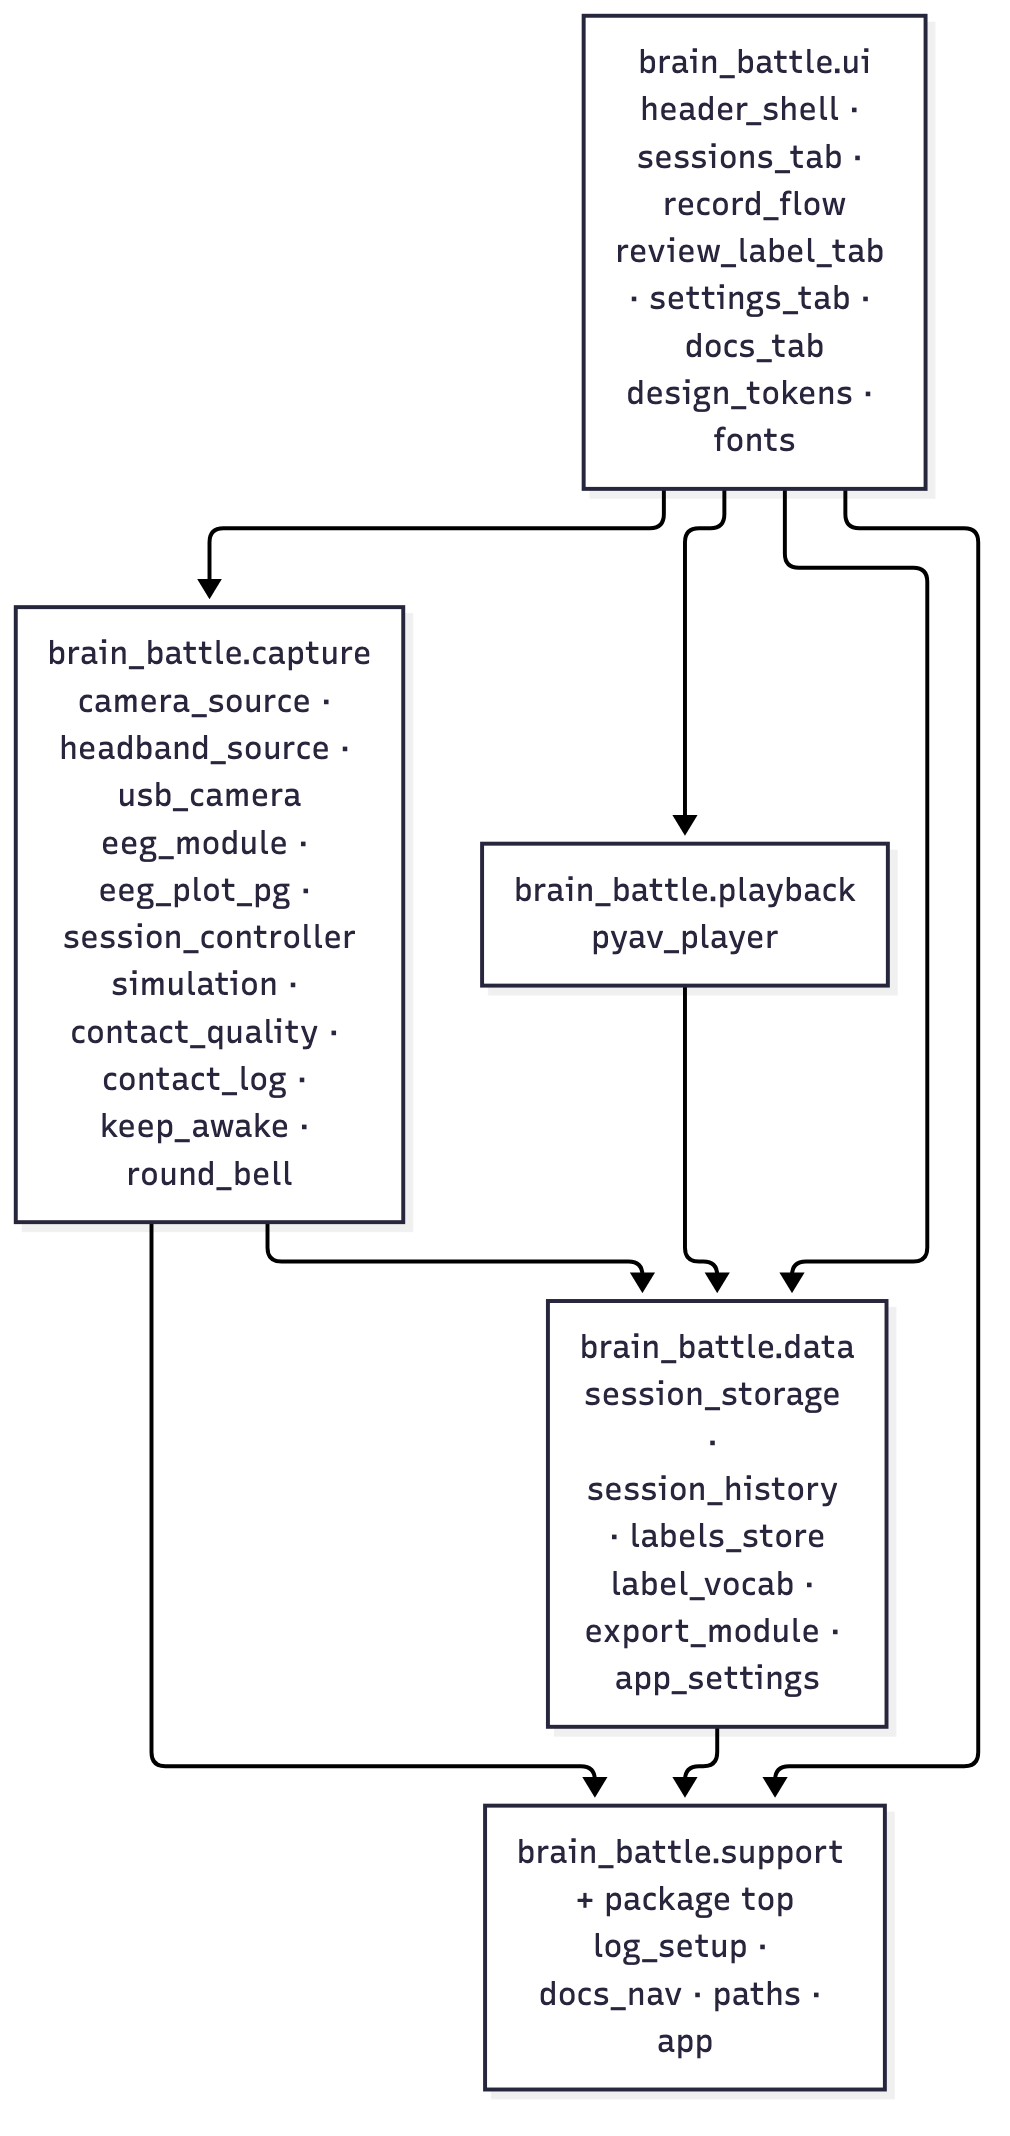 brain_battle.ui
header_shell ·
sessions_tab ·
record_flow
review_label_tab
· settings_tab ·
docs_tab
design_tokens ·
fonts
brain_battle.capture
camera_source ·
headband_source ·
usb_camera
eeg_module ·
eeg_plot_pg ·
session_controller
simulation ·
contact_quality ·
contact_log ·
keep_awake ·
round_bell
brain_battle.playback
pyav_player
brain_battle.data
session_storage
·
session_history
· labels_store
label_vocab ·
export_module ·
app_settings
brain_battle.support
+ package top
log_setup ·
docs_nav · paths ·
app